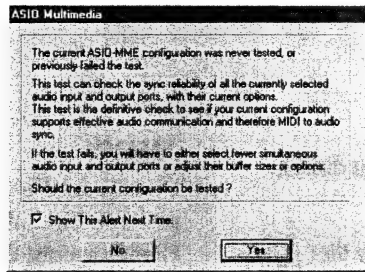 ASIO Multimedia
The current ASIO-MME configuration was never tested, or
previously failed the test.
This test can check the sync reliability of all the currently selected
audio input and output ports, with their current options.
This test is the definitive check to see if your current configuration
supports effective audio communication and therefore MIDI to audio
sync.
If the test fails, you will have to either select fewer simultaneous
audio input and output ports or adjust their buffer sizes or options.
Should the current configuration be tested ?
Show This Alert Next Time.
No
Yes